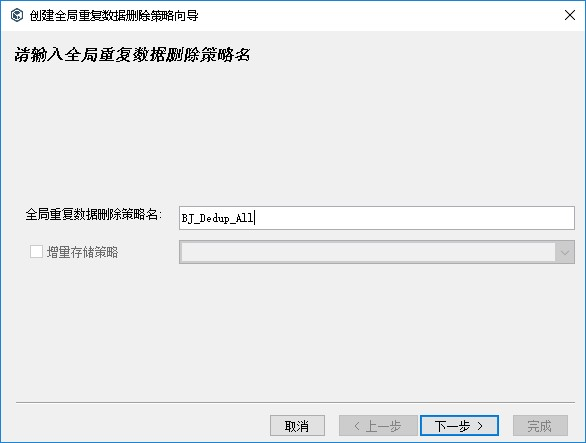 创建全局重复数据删除策略向导
请输入全局重复数据删除策略名
全局重复数据删除策略名:
BJ_Dedup_All
增量存储策略
取消
< 上一步
下一步 >
完成